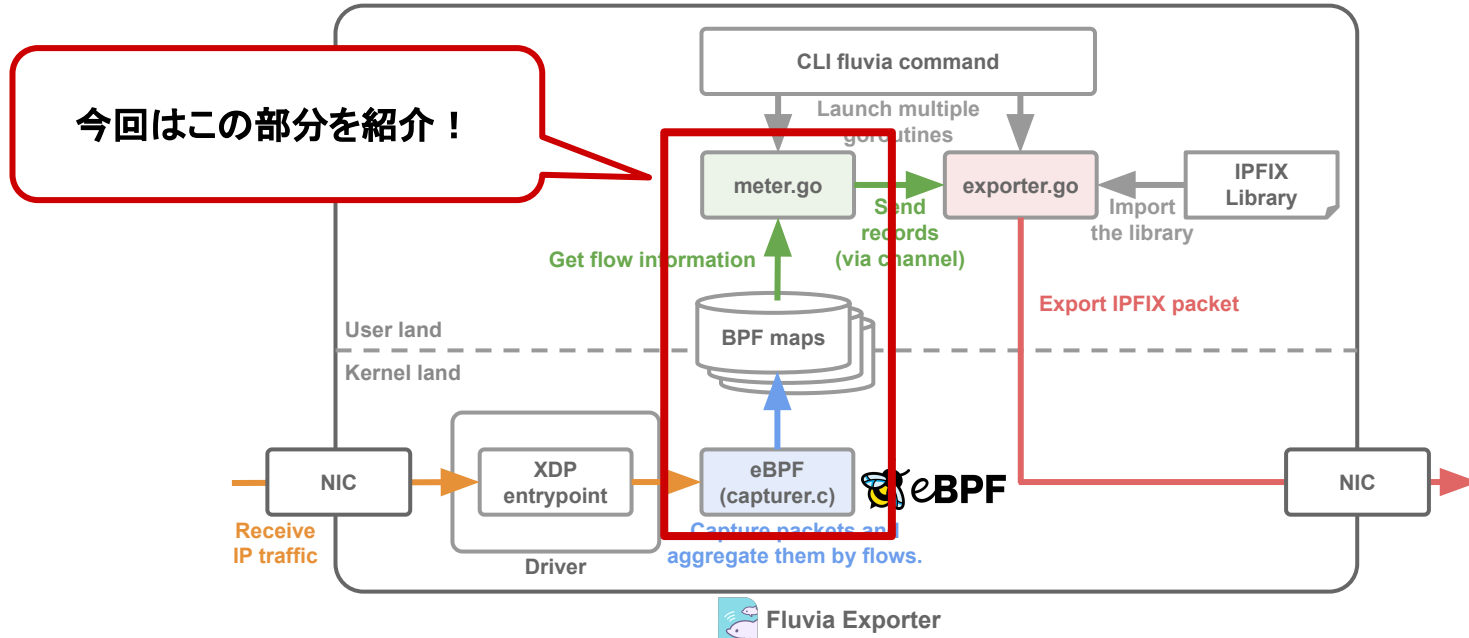 今回はこの部分を紹介！
CLI fluvia command
Launch multiple
goroutines
meter.go
exporter.go
IPFIX
Library
Send
records
(via channel)
Import
the library
Get flow information
Export IPFIX packet
BPF maps
User land
Kernel land
NIC
XDP
entrypoint
eBPF
(capturer.c)
eBPF
NIC
Receive
IP traffic
Capture packets and
aggregate them by flows.
Driver
Fluvia Exporter